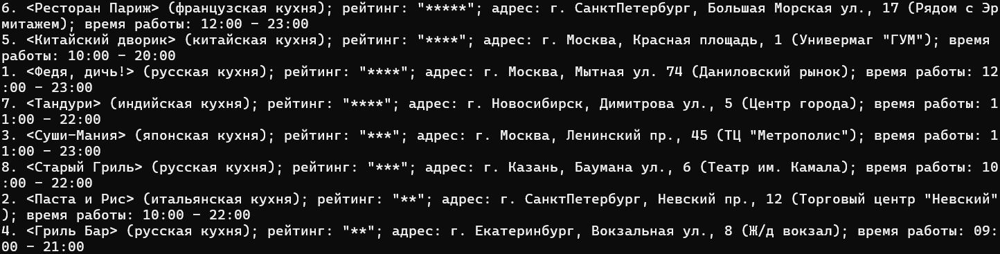 6. <Ресторан Париж> (французская кухня); рейтинг: "*****"; адрес: г. СанктПетербург, Большая Морская ул., 17 (Рядом с Эр
митажем); время работы: 12:00 – 23:00
5. <Китайский дворик> (китайская кухня); рейтинг: "****"; адрес: г. Москва, Красная площадь, 1 (Универмаг "ГУМ"); время
работы: 10:00 – 20:00
1. <Федя, дичь!> (русская кухня); рейтинг: "****"; адрес: г. Москва, Мытная ул. 74 (Даниловский рынок); время работы: 12
:00 – 23:00
7. <Тандури> (индийская кухня); рейтинг: "****"; адрес: г. Новосибирск, Димитрова ул., 5 (Центр города); время работы: 1
1:00 – 22:00
3. <Суши-Мания> (японская кухня); рейтинг: "***"; адрес: г. Москва, Ленинский пр., 45 (ТЦ "Метрополис"); время работы: 1
1:00 – 23:00
8. <Старый Гриль> (русская кухня); рейтинг: "***"; адрес: г. Казань, Баумана ул., 6 (Театр им. Камала); время работы: 10
:00 – 22:00
2. <Паста и Рис> (итальянская кухня); рейтинг: "**"; адрес: г. СанктПетербург, Невский пр., 12 (Торговый центр "Невский"
); время работы: 10:00 – 22:00
4. <Гриль Бар> (русская кухня); рейтинг: "**"; адрес: г. Екатеринбург, Вокзальная ул., 8 (Ж/д вокзал); время работы: 09:
00 – 21:00